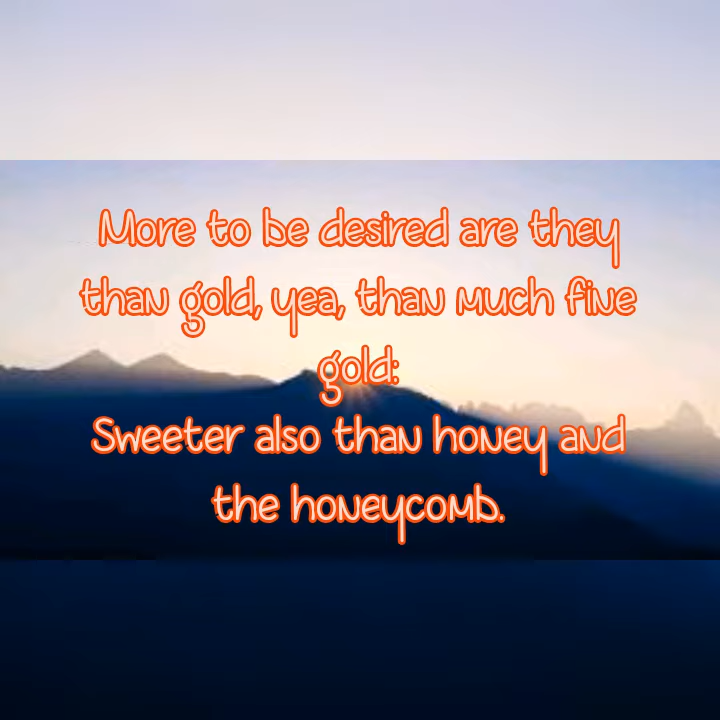 More to be desired are they
than gold, yea, than much fine
gold:
Sweeter also than honey and
the honeycomb.